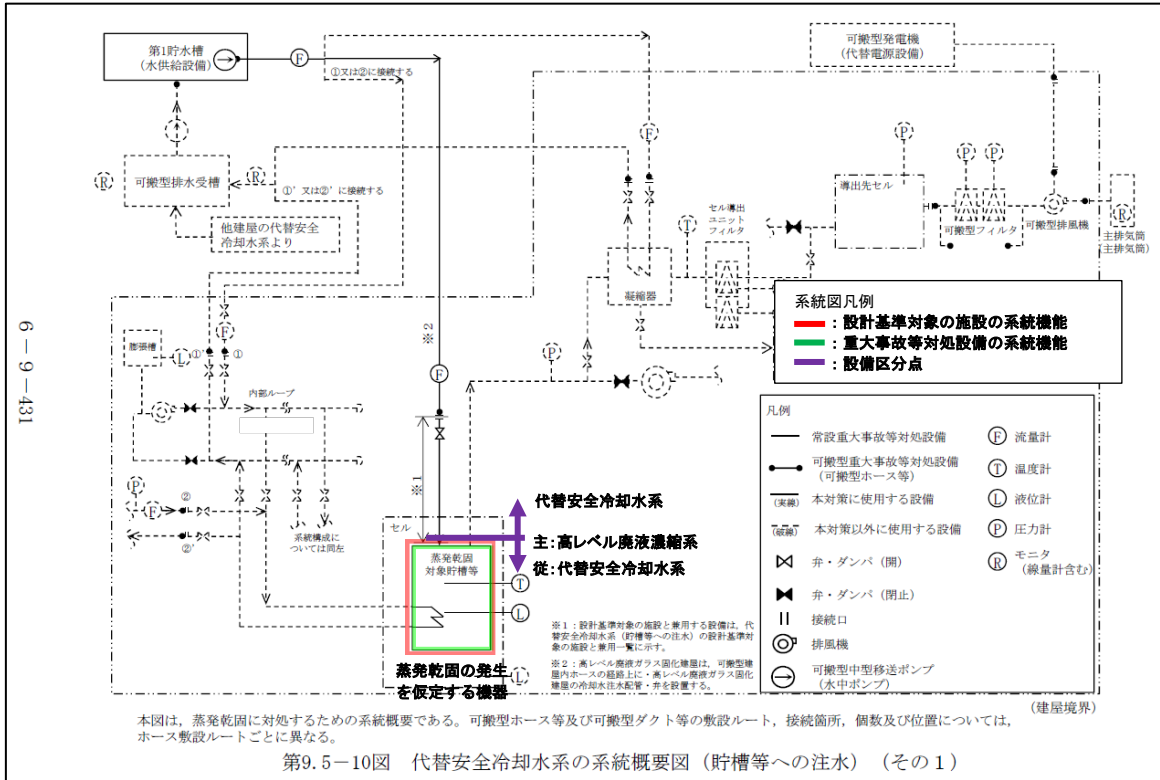 第1貯水槽
(水供給設備)
F
①又は②に接続する
可搬型発電機
(代替電源設備)
F
P
P
P
R
可搬型排水受槽
R
①’又は②’に接続する
他建屋の代替安全
冷却水系より
導出先セル
セル導出
ユニット
フィルタ
T
可搬型フィルタ
可搬型排風機
R
主排気筒
(主排気筒)
凝縮器
系統図凡例
:設計基準対象の施設の系統機能
:重大事故等対処設備の系統機能
:設備区分点
6-9-431
※2
F
膨張槽
L
①’
F
①
P
内部ループ
凡例
常設重大事故等対処設備
可搬型重大事故等対処設備
(可搬型ホース等)
(実線)
本対策に使用する設備
(破線)
本対策以外に使用する設備
弁・ダンパ(開)
弁・ダンパ(閉止)
接続口
排風機
可搬型中型移送ポンプ
(水中ポンプ)
F
流量計
T
温度計
L
液位計
P
圧力計
R
モニタ
(線量計含む)
※1
P
F
②
②’
系統構成に
ついては同左
セル
代替安全冷却水系
主:高レベル廃液濃縮系
従:代替安全冷却水系
蒸発乾固
対象貯槽等
T
L
L
蒸発乾固の発生
を仮定する機器
※1:設計基準対象の施設と兼用する設備は,代
替安全冷却水系(貯槽等への注水)の設計基準対
象の施設と兼用一覧に示す。
※2:高レベル廃液ガラス固化建屋は,可搬型建
屋内ホースの経路上に・高レベル廃液ガラス固化
建屋の冷却水注水配管・弁を設置する。
(建屋境界)
本図は,蒸発乾固に対処するための系統概要である。可搬型ホース等及び可搬型ダクト等の敷設ルート,接続箇所,個数及び位置については,
ホース敷設ルートごとに異なる。
第9.5-10図 代替安全冷却水系の系統概要図(貯槽等への注水)(その1)